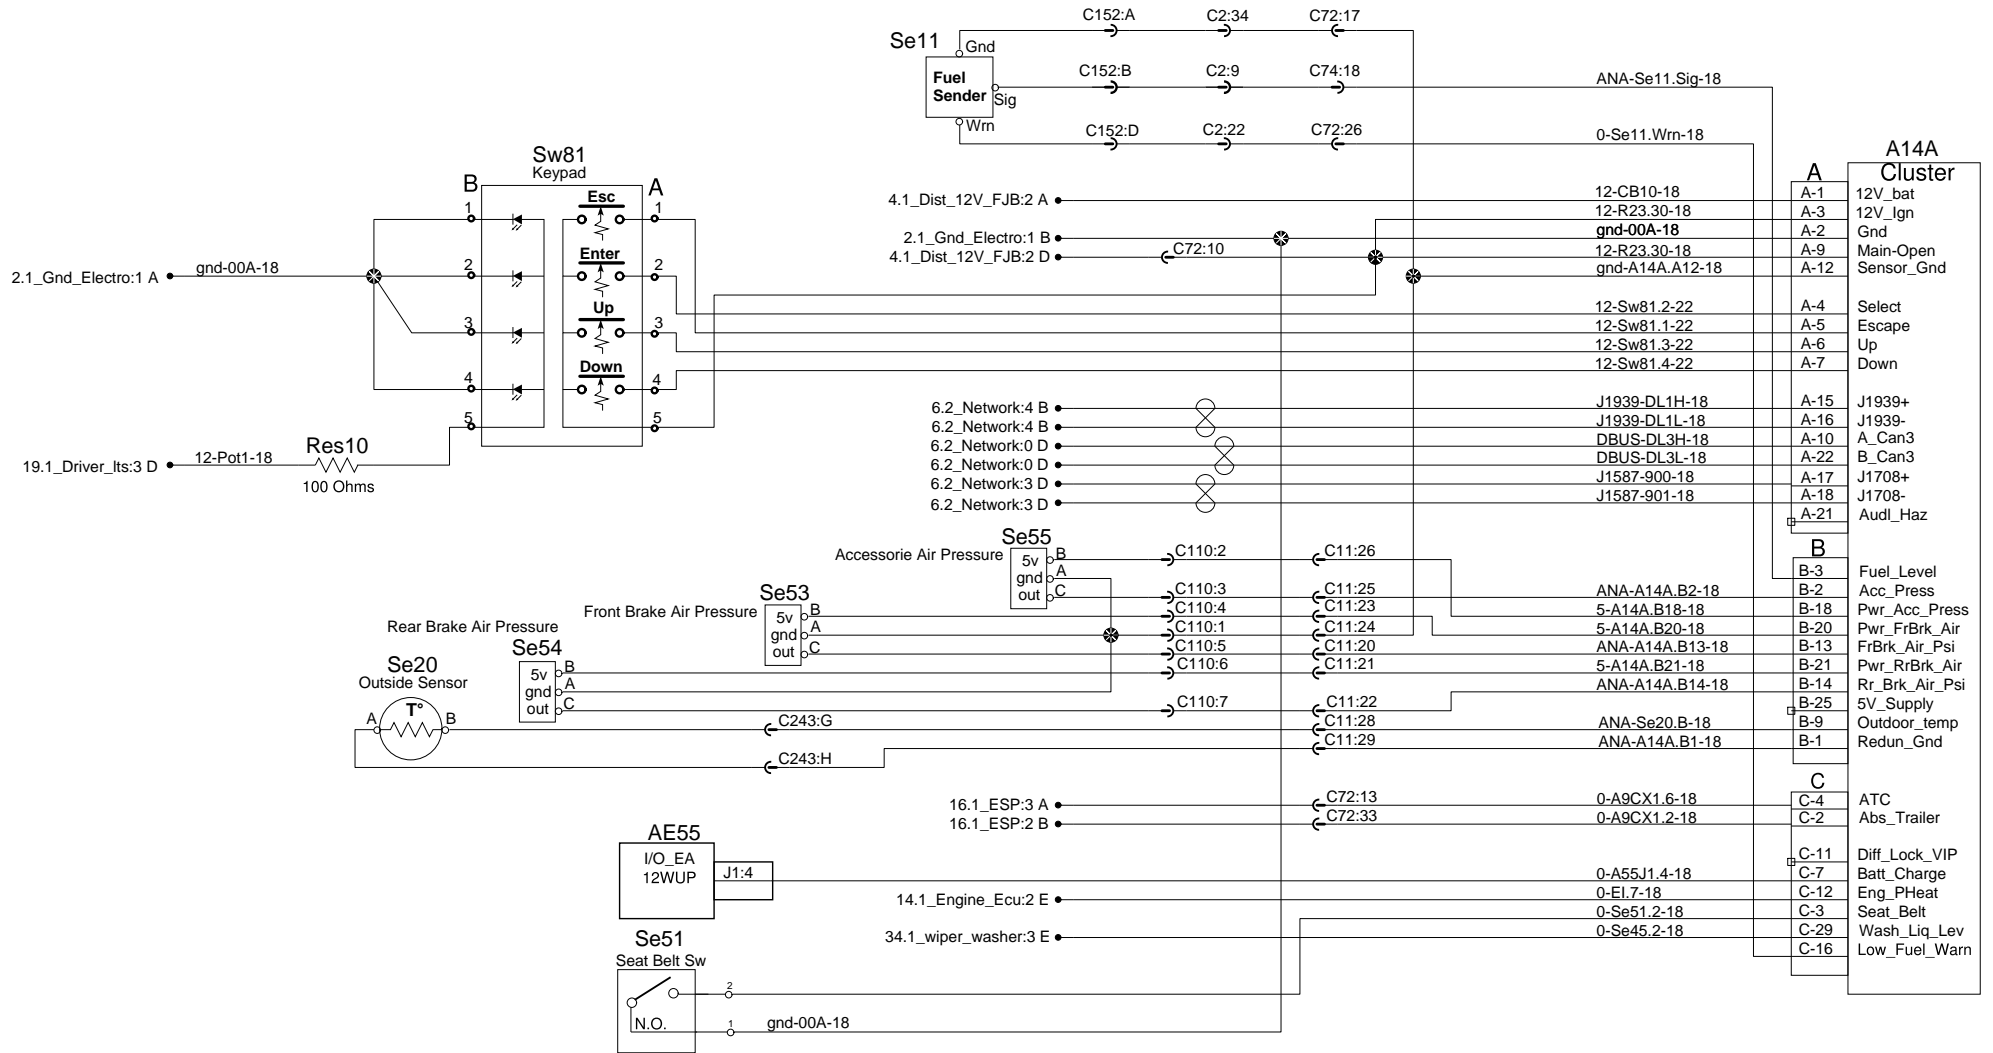 C152:A C2:34 C72:17
Se11
Gnd
Fuel
Sender
Sig
Wrn
C152:B C2:9 C74:18 ANA-Se11.Sig-18
C152:D C2:22 C72:26 0-Se11.Wrn-18
Sw81
Keypad
B
A
1 Esc 1
2 Enter 2
3 Up 3
4 Down 4
5 5
2.1_Gnd_Electro:1 A gnd-00A-18
19.1_Driver_lts:3 D 12-Pot1-18
Res10
100 Ohms
A14A
Cluster
A
4.1_Dist_12V_FJB:2 A 12-CB10-18 A-1 12V_bat
12-R23.30-18 A-3 12V_Ign
2.1_Gnd_Electro:1 B gnd-00A-18 A-2 Gnd
4.1_Dist_12V_FJB:2 D C72:10 12-R23.30-18 A-9 Main-Open
gnd-A14A.A12-18 A-12 Sensor_Gnd
12-Sw81.2-22 A-4 Select
12-Sw81.1-22 A-5 Escape
12-Sw81.3-22 A-6 Up
12-Sw81.4-22 A-7 Down
6.2_Network:4 B J1939-DL1H-18 A-15 J1939+
6.2_Network:4 B J1939-DL1L-18 A-16 J1939-
6.2_Network:0 D DBUS-DL3H-18 A-10 A_Can3
6.2_Network:0 D DBUS-DL3L-18 A-22 B_Can3
6.2_Network:3 D J1587-900-18 A-17 J1708+
6.2_Network:3 D J1587-901-18 A-18 J1708-
A-21 Audl_Haz
Se55
Accessorie Air Pressure
5v B
gnd A
out C
Se53
Front Brake Air Pressure
5v B
gnd A
out C
Rear Brake Air Pressure
Se54
5v B
gnd A
out C
Se20
Outside Sensor
T°
A B
B
C110:2 C11:26
B-3 Fuel_Level
C110:3 C11:25 ANA-A14A.B2-18 B-2 Acc_Press
C110:4 C11:23 5-A14A.B18-18 B-18 Pwr_Acc_Press
C110:1 C11:24 5-A14A.B20-18 B-20 Pwr_FrBrk_Air
C110:5 C11:20 ANA-A14A.B13-18 B-13 FrBrk_Air_Psi
C110:6 C11:21 5-A14A.B21-18 B-21 Pwr_RrBrk_Air
ANA-A14A.B14-18 B-14 Rr_Brk_Air_Psi
C110:7 C11:22 B-25 5V_Supply
C243:G C11:28 ANA-Se20.B-18 B-9 Outdoor_temp
C11:29 ANA-A14A.B1-18 B-1 Redun_Gnd
C243:H
C
16.1_ESP:3 A C72:13 0-A9CX1.6-18 C-4 ATC
16.1_ESP:2 B C72:33 0-A9CX1.2-18 C-2 Abs_Trailer
C-11 Diff_Lock_VIP
AE55
I/O_EA
12WUP
J1:4 0-A55J1.4-18 C-7 Batt_Charge
14.1_Engine_Ecu:2 E 0-EI.7-18 C-12 Eng_PHeat
0-Se51.2-18 C-3 Seat_Belt
34.1_wiper_washer:3 E 0-Se45.2-18 C-29 Wash_Liq_Lev
C-16 Low_Fuel_Warn
Se51
Seat Belt Sw
2
N.O.
1 gnd-00A-18